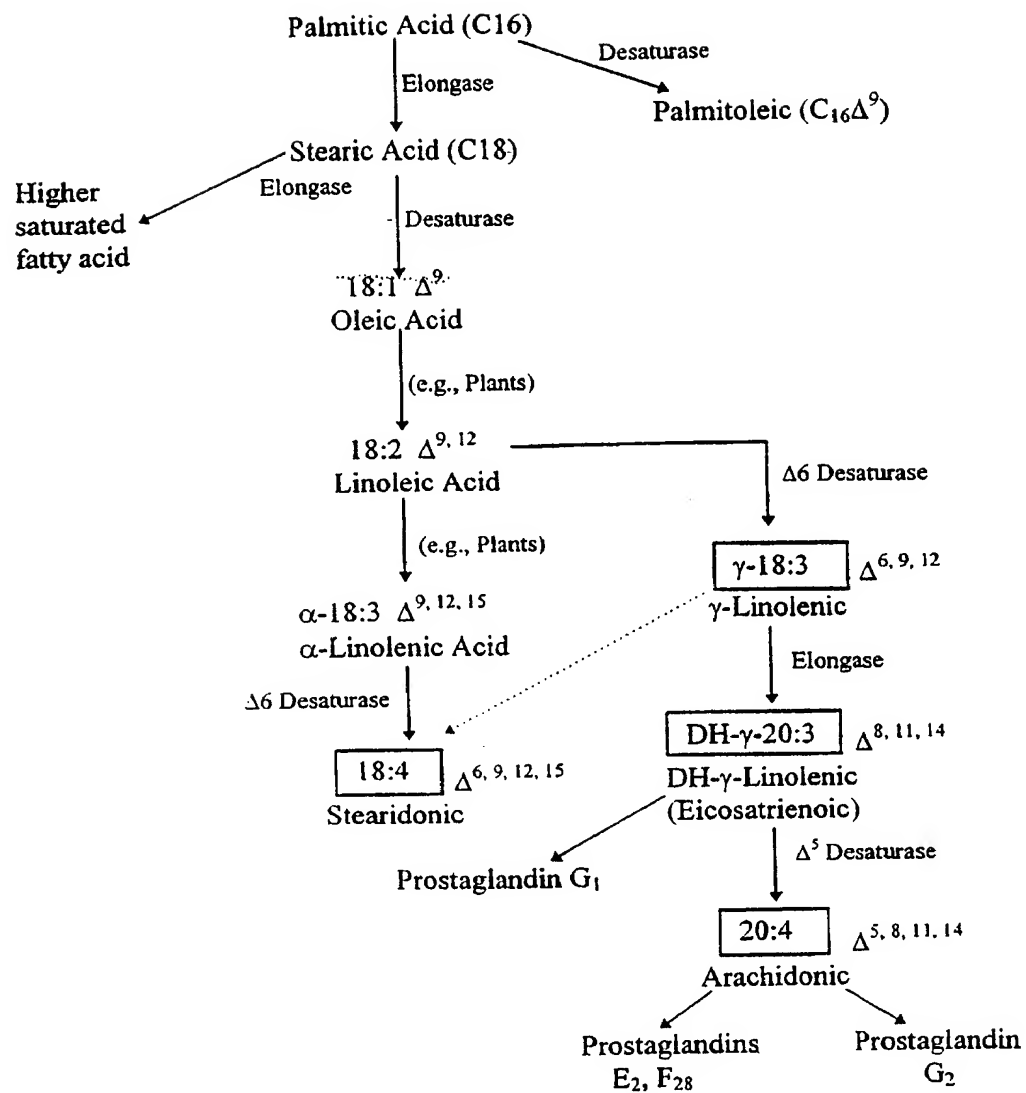 Palmitic Acid (C16)
Desaturase
Elongase
Palmitoleic (C₁₆Δ⁹)
Stearic Acid (C18)
Elongase
Higher
saturated
fatty acid
Desaturase
18:1 Δ⁹
Oleic Acid
(e.g., Plants)
18:2 Δ⁹, ¹²
Linoleic Acid
Δ6 Desaturase
(e.g., Plants)
γ-18:3 Δ⁶, ⁹, ¹²
γ-Linolenic
α-18:3 Δ⁹, ¹², ¹⁵
α-Linolenic Acid
Elongase
Δ6 Desaturase
DH-γ-20:3 Δ⁸, ¹¹, ¹⁴
DH-γ-Linolenic
(Eicosatrienoic)
18:4 Δ⁶, ⁹, ¹², ¹⁵
Stearidonic
Δ⁵ Desaturase
Prostaglandin G₁
20:4 Δ⁵, ⁸, ¹¹, ¹⁴
Arachidonic
Prostaglandins
E₂, F₂₈
Prostaglandin
G₂